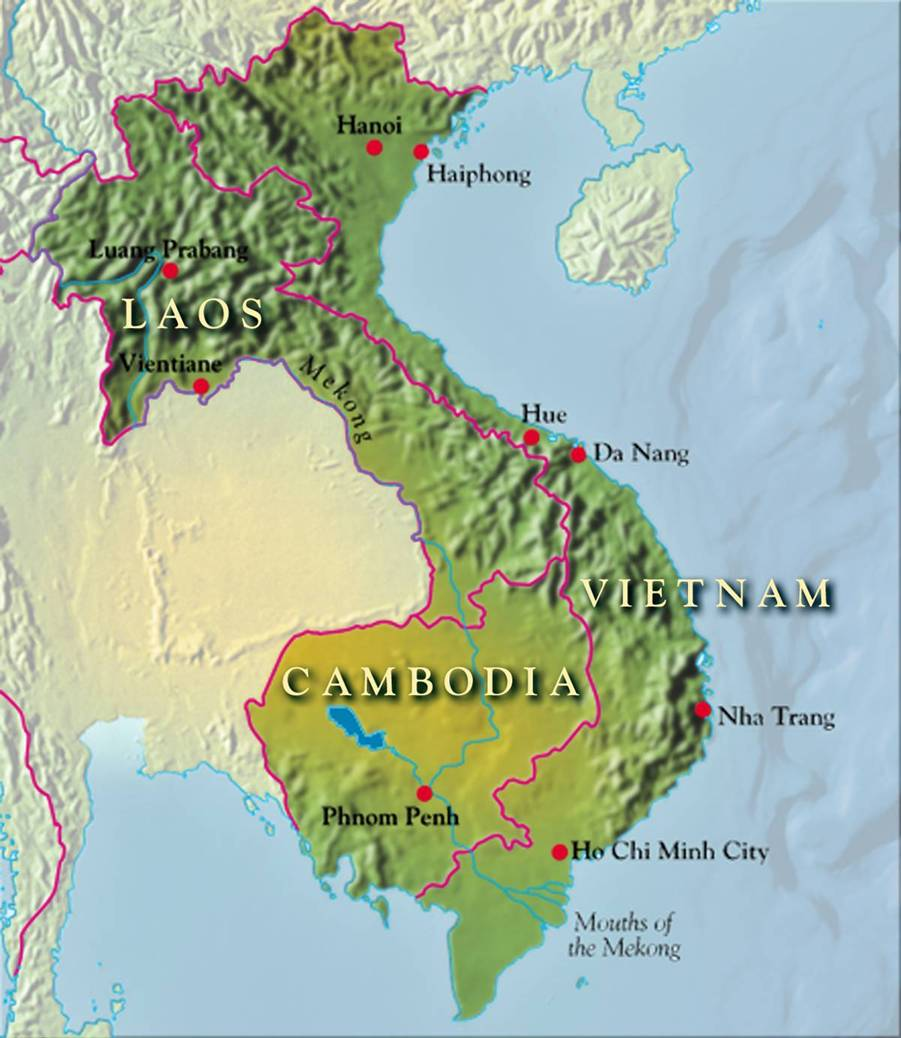 Hanoi
Haiphong
Luang Prabang
LAOS
Vientiane
Mekong
Hue
Da Nang
VIETNAM
CAMBODIA
Nha Trang
Phnom Penh
Ho Chi Minh City
Mouths of
the Mekong